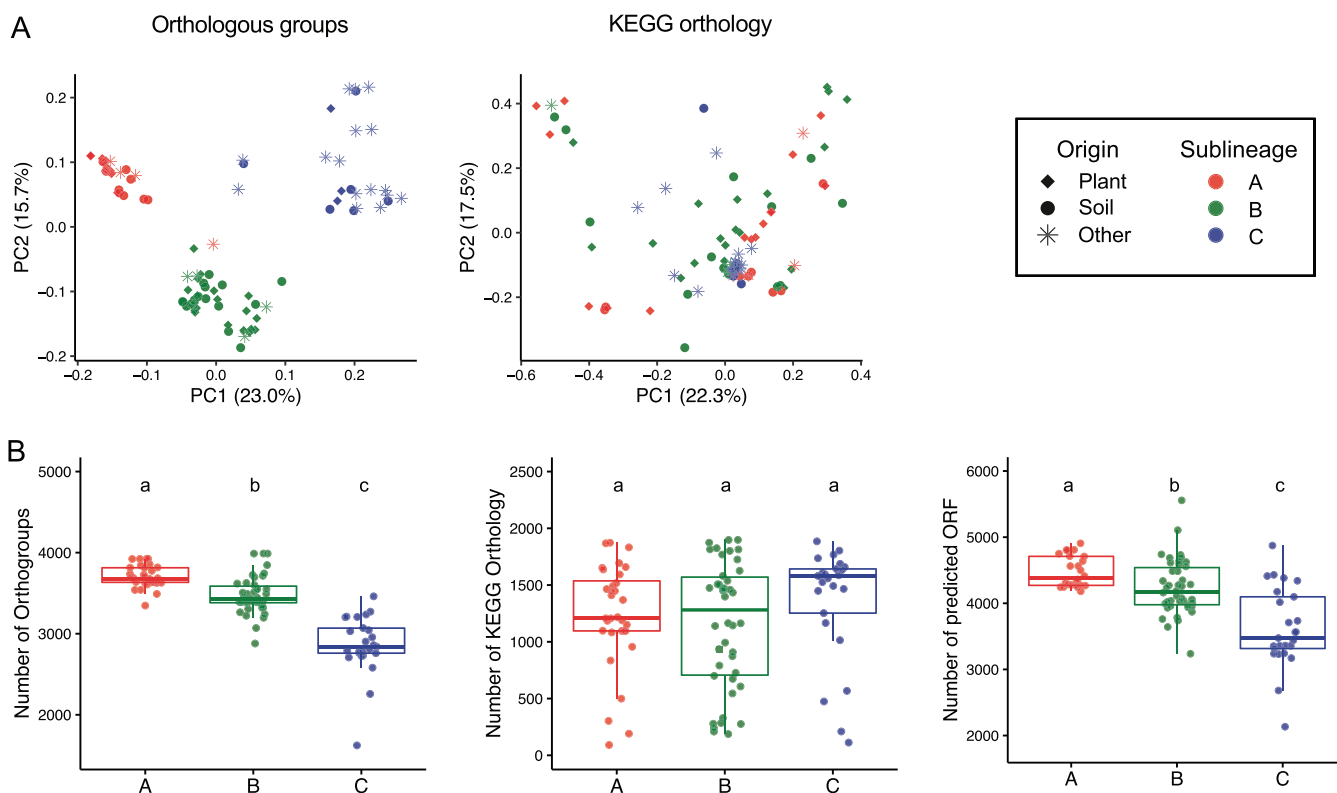 A
Orthologous groups
KEGG orthology
PC2 (15.7%)
0.2
0.1
0.0
−0.1
−0.2
−0.2
−0.1
0.0
0.1
0.2
PC1 (23.0%)
PC2 (17.5%)
0.4
0.2
0.0
−0.2
−0.6
−0.4
−0.2
0.0
0.2
0.4
PC1 (22.3%)
Origin
Plant
Soil
Other
Sublineage
A
B
C
B
Number of Orthogroups
5000
4000
3000
2000
a
b
c
A
B
C
Number of KEGG Orthology
2500
2000
1500
1000
500
0
a
a
a
A
B
C
Number of predicted ORF
6000
5000
4000
3000
2000
a
b
c
A
B
C